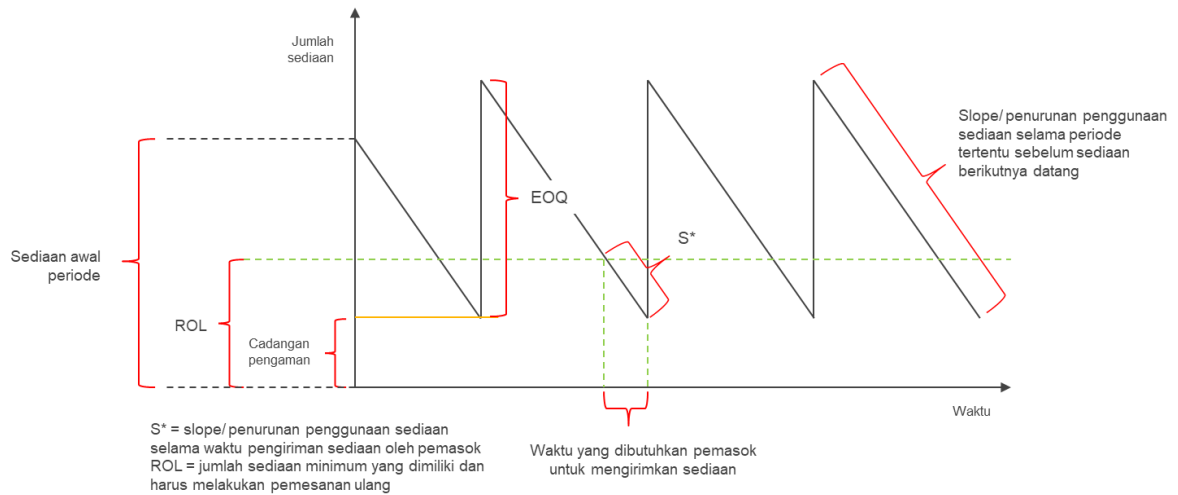 Jumlah
sediaan
Slope/ penurunan penggunaan
sediaan selama periode
tertentu sebelum sediaan
berikutnya datang
EOQ
S*
Sediaan awal
periode
ROL
Cadangan
pengaman
Waktu
S* = slope/ penurunan penggunaan sediaan
selama waktu pengiriman sediaan oleh pemasok
ROL = jumlah sediaan minimum yang dimiliki dan
harus melakukan pemesanan ulang
Waktu yang dibutuhkan pemasok
untuk mengirimkan sediaan